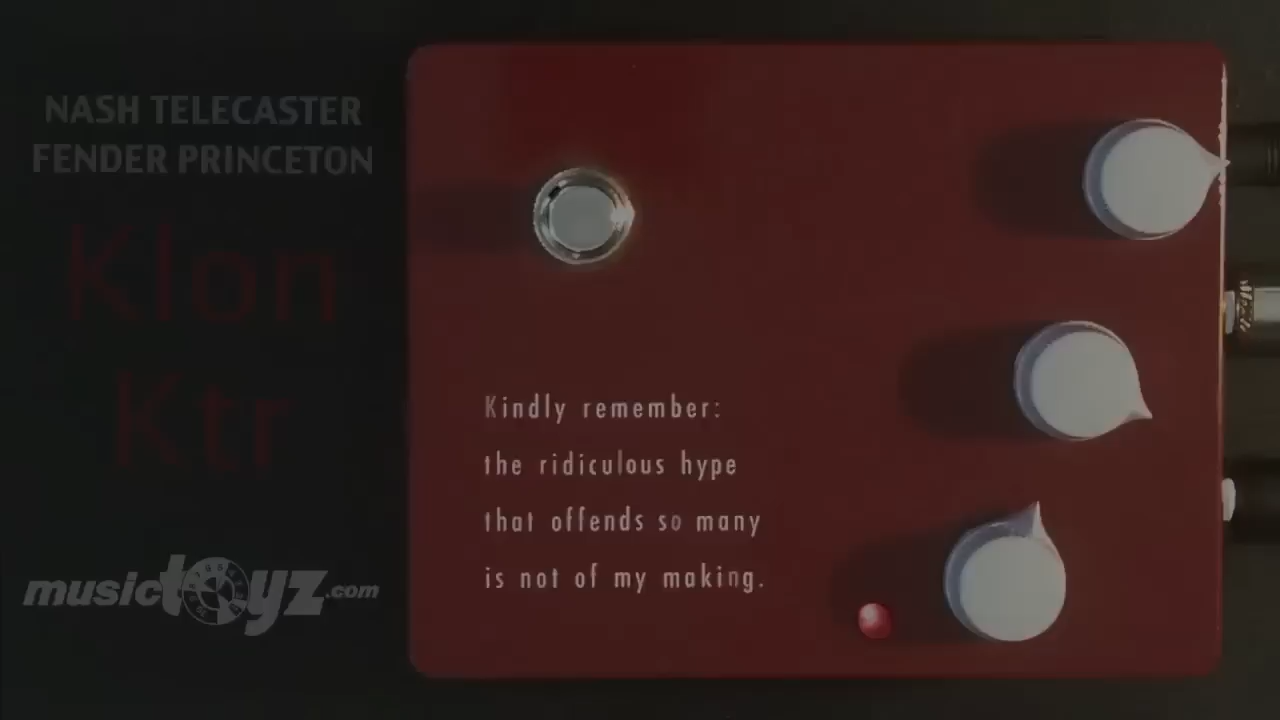 NASH TELECASTER
FENDER PRINCETON
Klon
Ktr
musictoyz.com
Kindly remember:
the ridiculous hype
that offends so many
is not of my making.